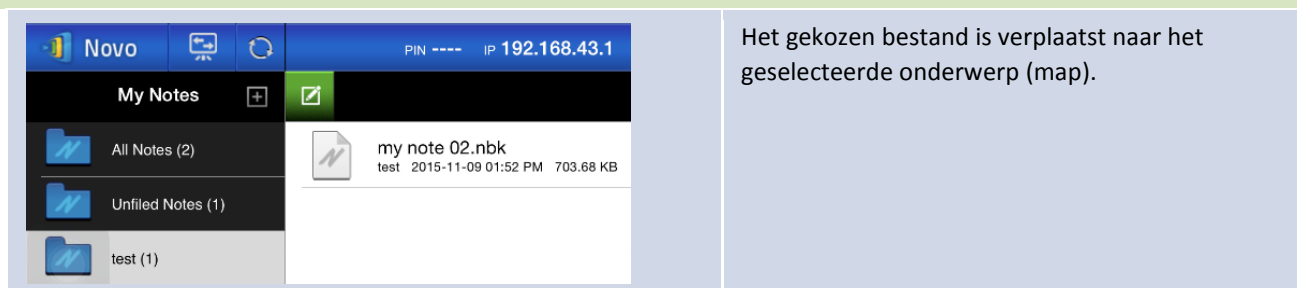 Novo
PIN ---- IP 192.168.43.1
My Notes
All Notes (2)
Unfiled Notes (1)
test (1)
my note 02.nbk
test 2015-11-09 01:52 PM 703.68 KB
Het gekozen bestand is verplaatst naar het
geselecteerde onderwerp (map).